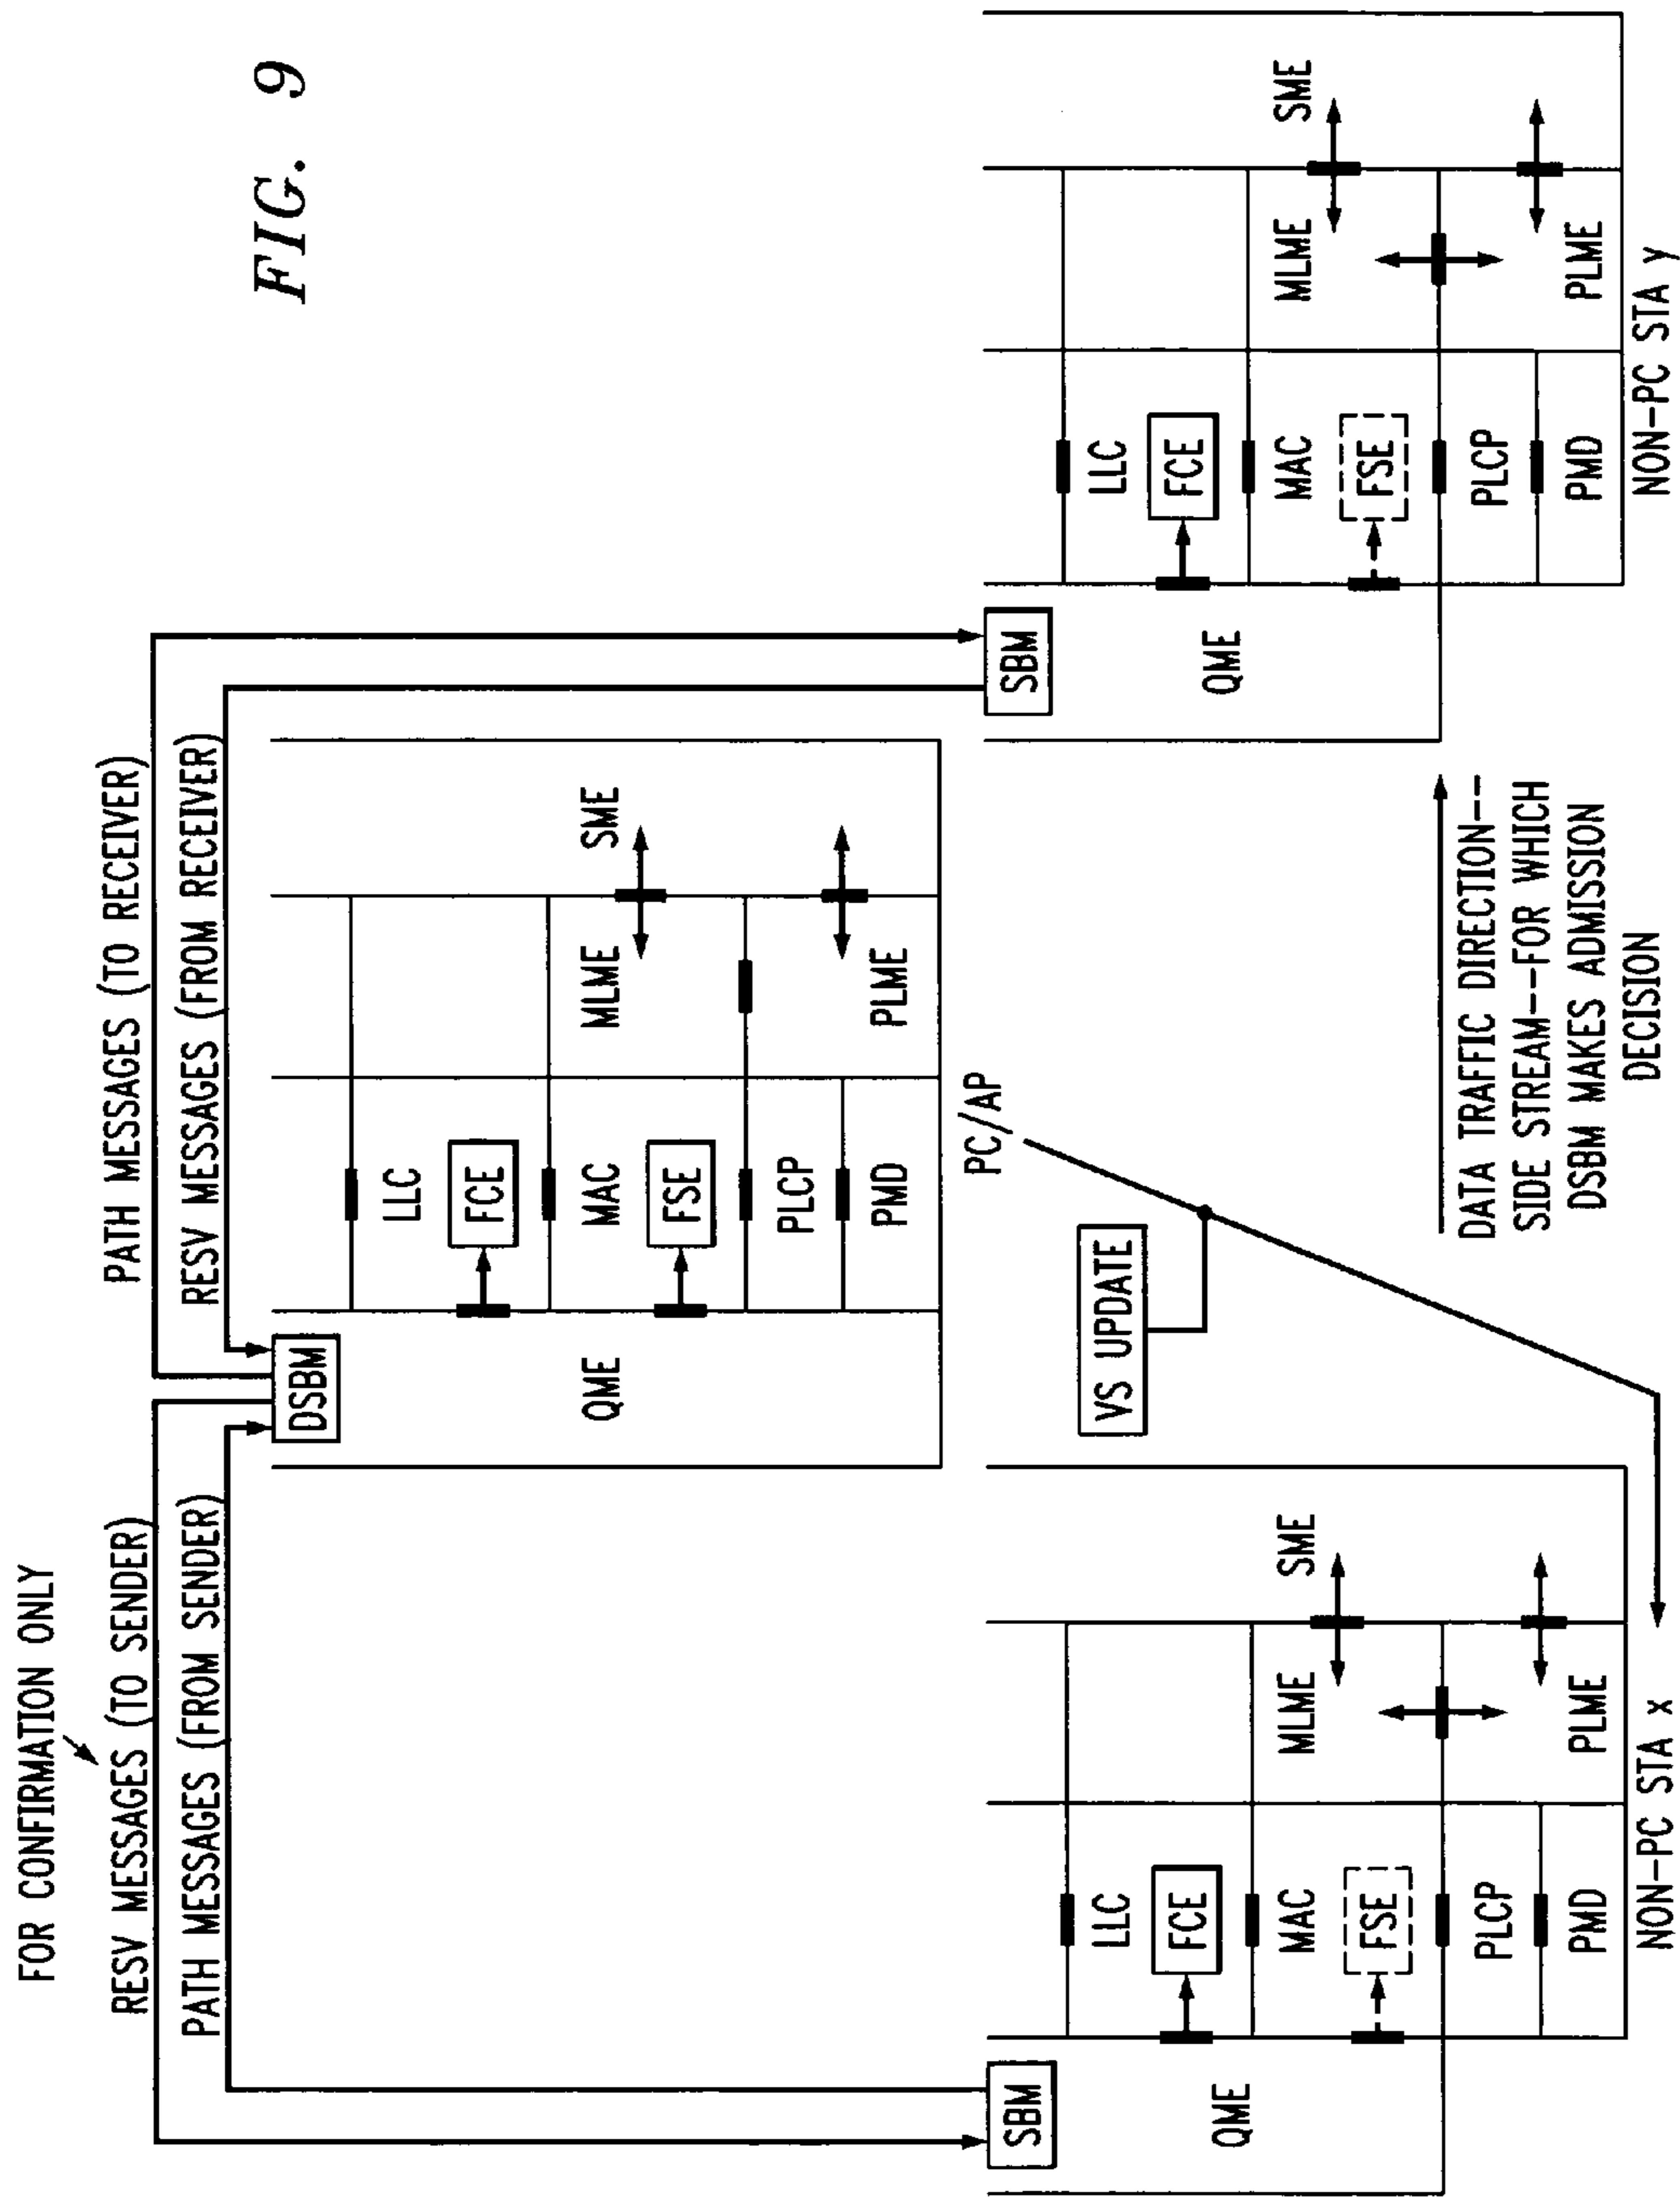 FIG. 9
FOR CONFIRMATION ONLY
RESV MESSAGES (TO SENDER)
PATH MESSAGES (FROM SENDER)
PATH MESSAGES (TO RECEIVER)
RESV MESSAGES (FROM RECEIVER)
DSBM
QME
LLC
FCE
MAC
FSE
PLCP
PMD
MLME
SME
PLME
PC/AP
VS UPDATE
SBM
QME
LLC
FCE
MAC
FSE
PLCP
PMD
MLME
SME
PLME
NON-PC STA x
DATA TRAFFIC DIRECTION--
SIDE STREAM--FOR WHICH
DSBM MAKES ADMISSION
DECISION
SBM
QME
LLC
FCE
MAC
FSE
PLCP
PMD
MLME
SME
PLME
NON-PC STA y